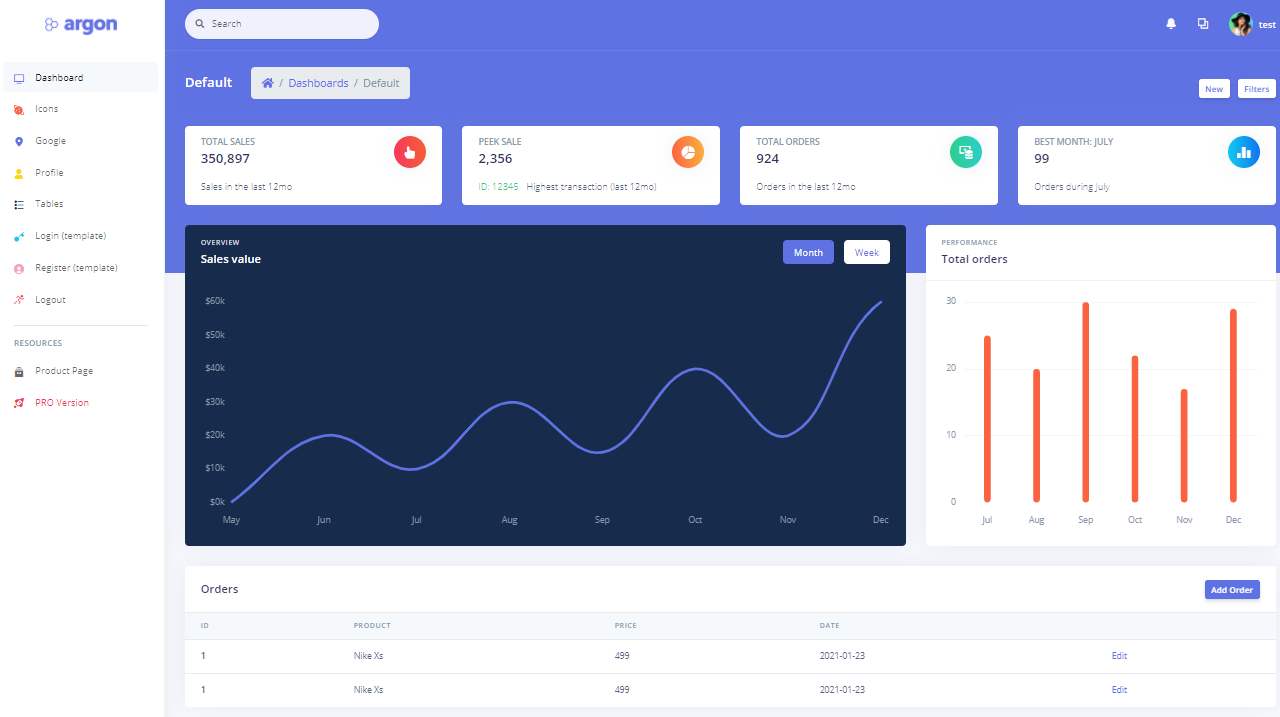 argon
Search
test
Dashboard
Icons
Google
Profile
Tables
Login (template)
Register (template)
Logout
RESOURCES
Product Page
PRO Version
Default
/ Dashboards / Default
New
Filters
TOTAL SALES
350,897
Sales in the last 12mo
PEEK SALE
2,356
ID: 12345 Highest transaction (last 12mo)
TOTAL ORDERS
924
Orders in the last 12mo
BEST MONTH: JULY
99
Orders during July
OVERVIEW
Sales value
Month
Week
$60k
$50k
$40k
$30k
$20k
$10k
$0k
May Jun Jul Aug Sep Oct Nov Dec
PERFORMANCE
Total orders
30
20
10
0
Jul Aug Sep Oct Nov Dec
Orders
Add Order
ID PRODUCT PRICE DATE
1 Nike Xs 499 2021-01-23 Edit
1 Nike Xs 499 2021-01-23 Edit